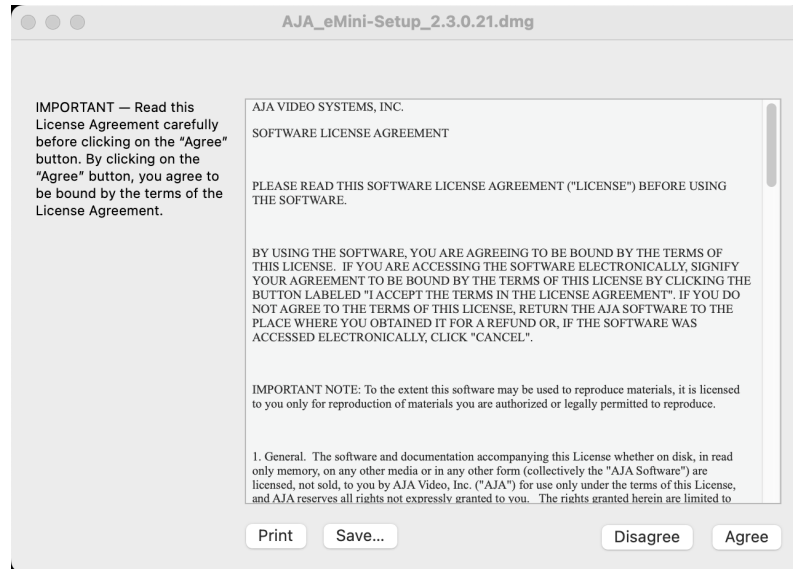 AJA_eMini-Setup_2.3.0.21.dmg
IMPORTANT — Read this
License Agreement carefully
before clicking on the “Agree”
button. By clicking on the
“Agree” button, you agree to
be bound by the terms of the
License Agreement.
AJA VIDEO SYSTEMS, INC.
SOFTWARE LICENSE AGREEMENT
PLEASE READ THIS SOFTWARE LICENSE AGREEMENT ("LICENSE") BEFORE USING
THE SOFTWARE.
BY USING THE SOFTWARE, YOU ARE AGREEING TO BE BOUND BY THE TERMS OF
THIS LICENSE.  IF YOU ARE ACCESSING THE SOFTWARE ELECTRONICALLY, SIGNIFY
YOUR AGREEMENT TO BE BOUND BY THE TERMS OF THIS LICENSE BY CLICKING THE
BUTTON LABELED "I ACCEPT THE TERMS IN THE LICENSE AGREEMENT". IF YOU DO
NOT AGREE TO THE TERMS OF THIS LICENSE, RETURN THE AJA SOFTWARE TO THE
PLACE WHERE YOU OBTAINED IT FOR A REFUND OR, IF THE SOFTWARE WAS
ACCESSED ELECTRONICALLY, CLICK "CANCEL".
IMPORTANT NOTE: To the extent this software may be used to reproduce materials, it is licensed
to you only for reproduction of materials you are authorized or legally permitted to reproduce.
1. General.  The software and documentation accompanying this License whether on disk, in read
only memory, on any other media or in any other form (collectively the "AJA Software") are
licensed, not sold, to you by AJA Video, Inc. ("AJA") for use only under the terms of this License,
and AJA reserves all rights not expressly granted to you.   The rights granted herein are limited to
Print
Save...
Disagree
Agree